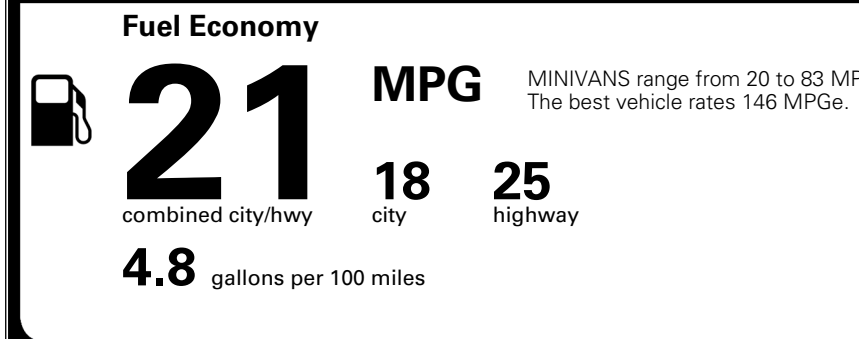 Fuel Economy
21 MPG
MINIVANS range from 20 to 83 MP
The best vehicle rates 146 MPGe.
18 25
combined city/hwy city highway
4.8 gallons per 100 miles